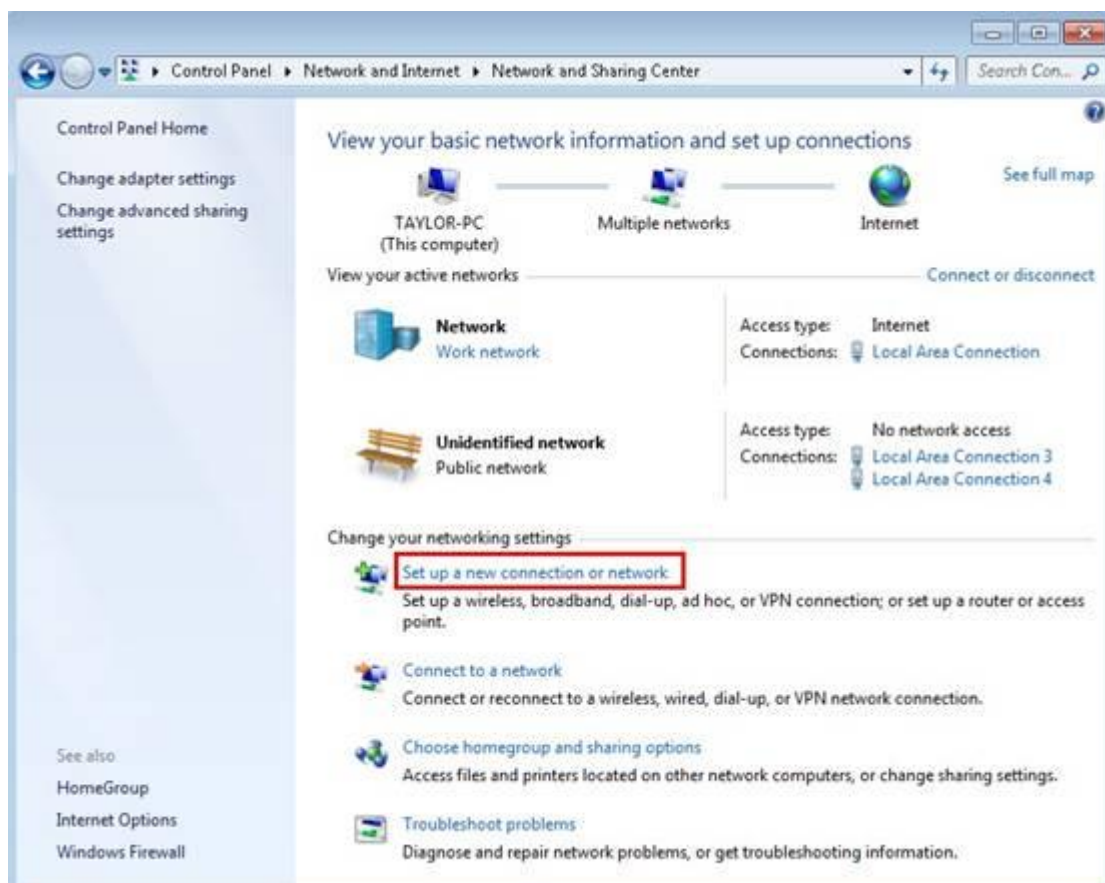 Control Panel ▸ Network and Internet ▸ Network and Sharing Center
Search Con...
Control Panel Home
Change adapter settings
Change advanced sharing
settings
See also
HomeGroup
Internet Options
Windows Firewall
View your basic network information and set up connections
See full map
TAYLOR-PC
(This computer)
Multiple networks
Internet
View your active networks
Connect or disconnect
Network
Work network
Access type: Internet
Connections: Local Area Connection
Unidentified network
Public network
Access type: No network access
Connections: Local Area Connection 3
Local Area Connection 4
Change your networking settings
Set up a new connection or network
Set up a wireless, broadband, dial-up, ad hoc, or VPN connection; or set up a router or access
point.
Connect to a network
Connect or reconnect to a wireless, wired, dial-up, or VPN network connection.
Choose homegroup and sharing options
Access files and printers located on other network computers, or change sharing settings.
Troubleshoot problems
Diagnose and repair network problems, or get troubleshooting information.